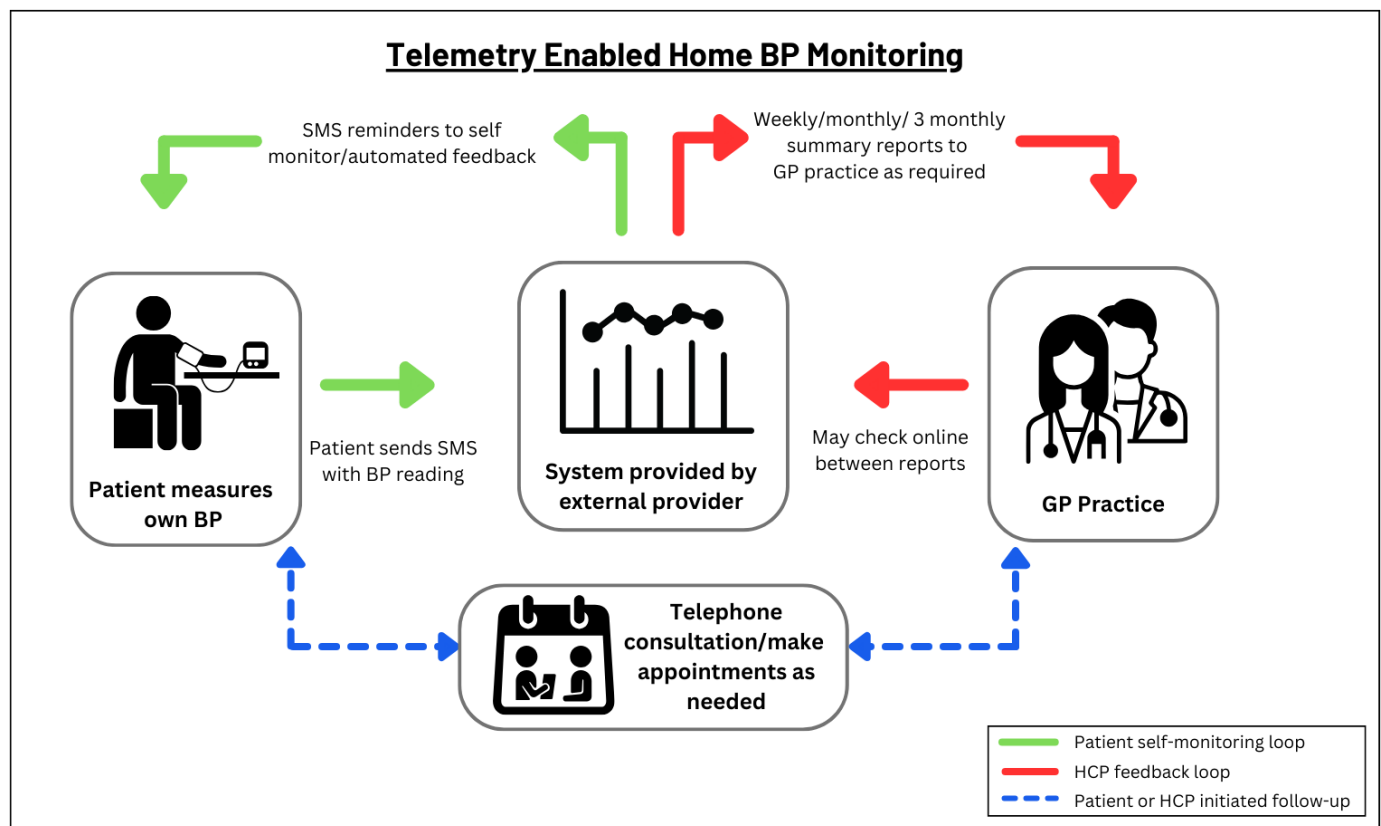 Telemetry Enabled Home BP Monitoring
SMS reminders to self
monitor/automated feedback
Weekly/monthly/ 3 monthly
summary reports to
GP practice as required
Patient measures
own BP
Patient sends SMS
with BP reading
System provided by
external provider
May check online
between reports
GP Practice
Telephone
consultation/make
appointments as
needed
Patient self-monitoring loop
HCP feedback loop
Patient or HCP initiated follow-up